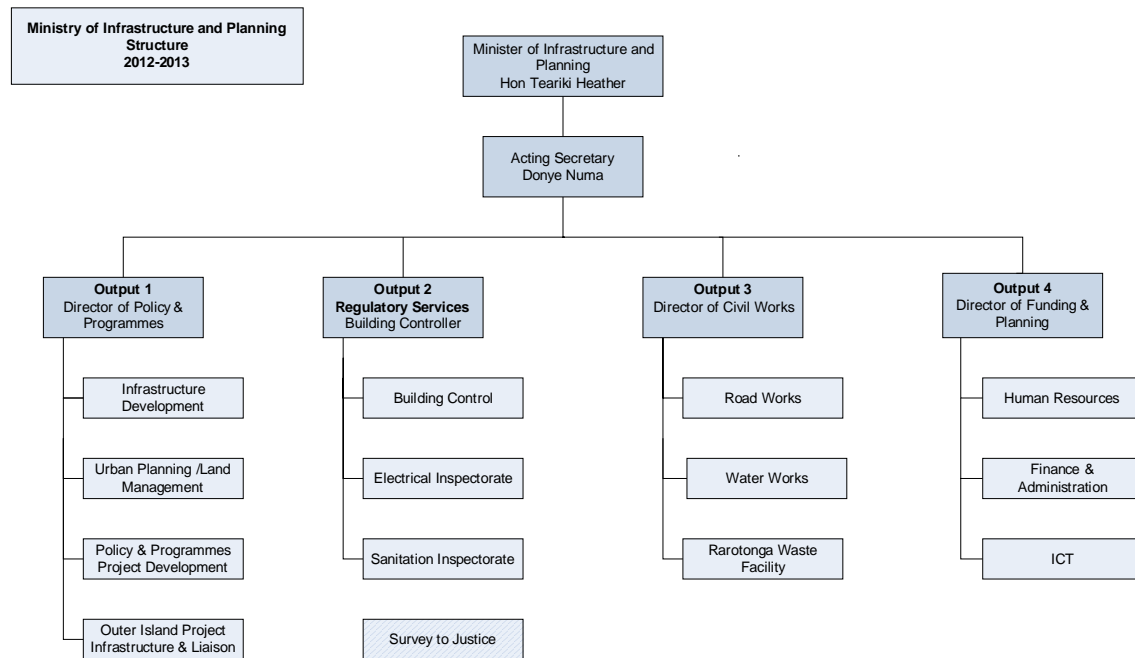 Ministry of Infrastructure and Planning
Structure
2012-2013
Minister of Infrastructure and
Planning
Hon Teariki Heather
Acting Secretary
Donye Numa
Output 1
Director of Policy &
Programmes
Output 2
Regulatory Services
Building Controller
Output 3
Director of Civil Works
Output 4
Director of Funding &
Planning
Infrastructure
Development
Building Control
Road Works
Human Resources
Urban Planning /Land
Management
Electrical Inspectorate
Water Works
Finance &
Administration
Policy & Programmes
Project Development
Sanitation Inspectorate
Rarotonga Waste
Facility
ICT
Outer Island Project
Infrastructure & Liaison
Survey to Justice